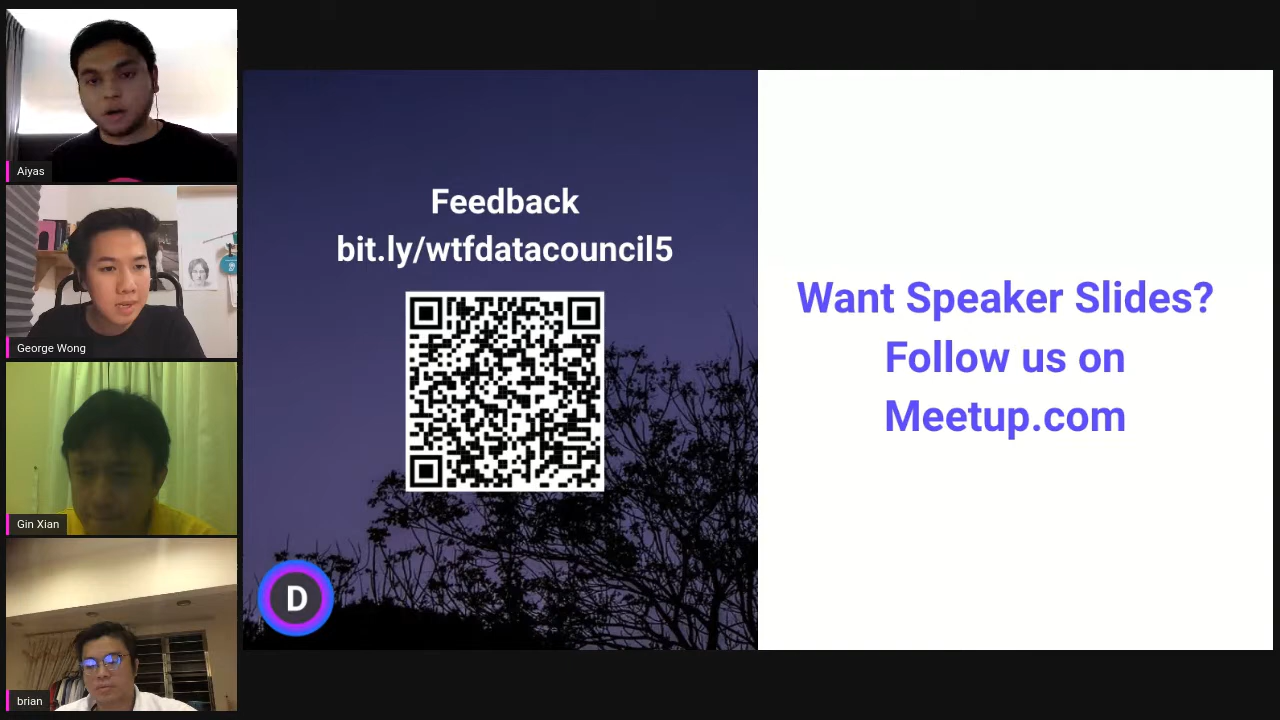 Aiyas
George Wong
Gin Xian
brian
Feedback
bit.ly/wtfdatacouncil5
D
Want Speaker Slides?
Follow us on
Meetup.com